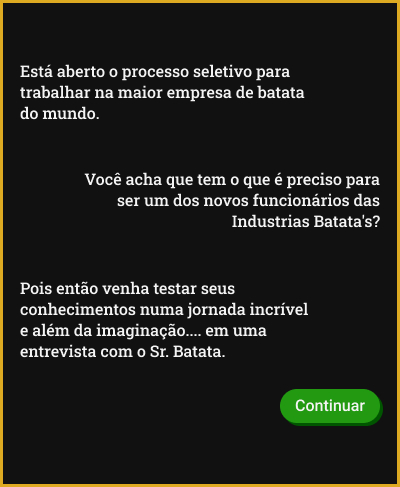 Está aberto o processo seletivo para
trabalhar na maior empresa de batata
do mundo.
Você acha que tem o que é preciso para
ser um dos novos funcionários das
Industrias Batata's?
Pois então venha testar seus
conhecimentos numa jornada incrível
e além da imaginação.... em uma
entrevista com o Sr. Batata.
Continuar